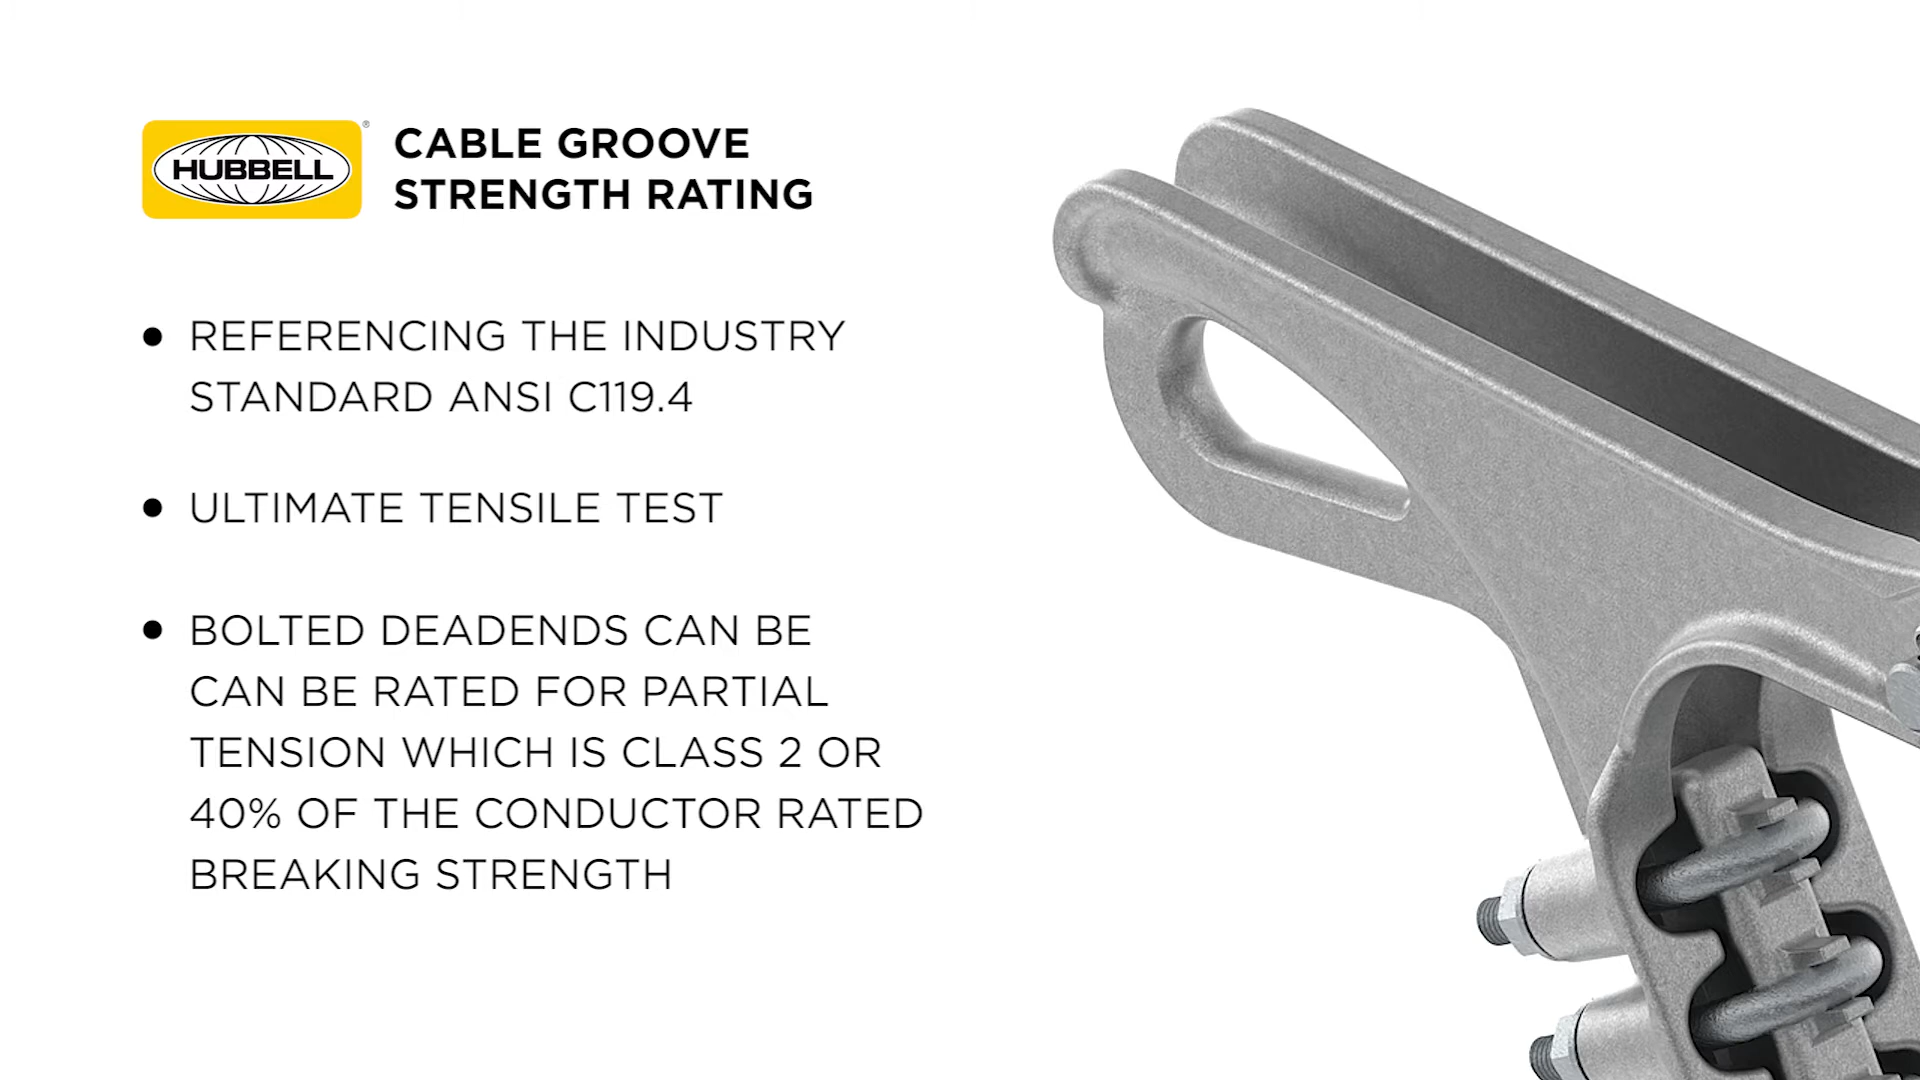 HUBBELL
®
CABLE GROOVE
STRENGTH RATING
• REFERENCING THE INDUSTRY
STANDARD ANSI C119.4
• ULTIMATE TENSILE TEST
• BOLTED DEADENDS CAN BE
CAN BE RATED FOR PARTIAL
TENSION WHICH IS CLASS 2 OR
40% OF THE CONDUCTOR RATED
BREAKING STRENGTH